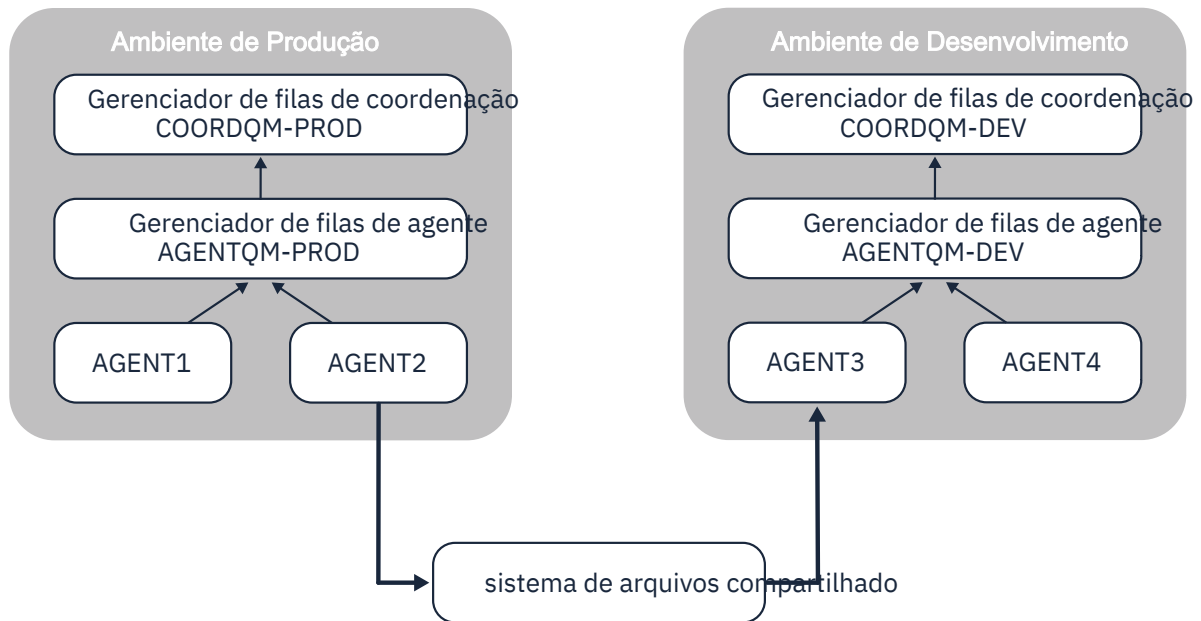 Ambiente de Produção
Gerenciador de filas de coordenação
COORDQM-PROD
Gerenciador de filas de agente
AGENTQM-PROD
AGENT1
AGENT2
Ambiente de Desenvolvimento
Gerenciador de filas de coordenação
COORDQM-DEV
Gerenciador de filas de agente
AGENTQM-DEV
AGENT3
AGENT4
sistema de arquivos compartilhado